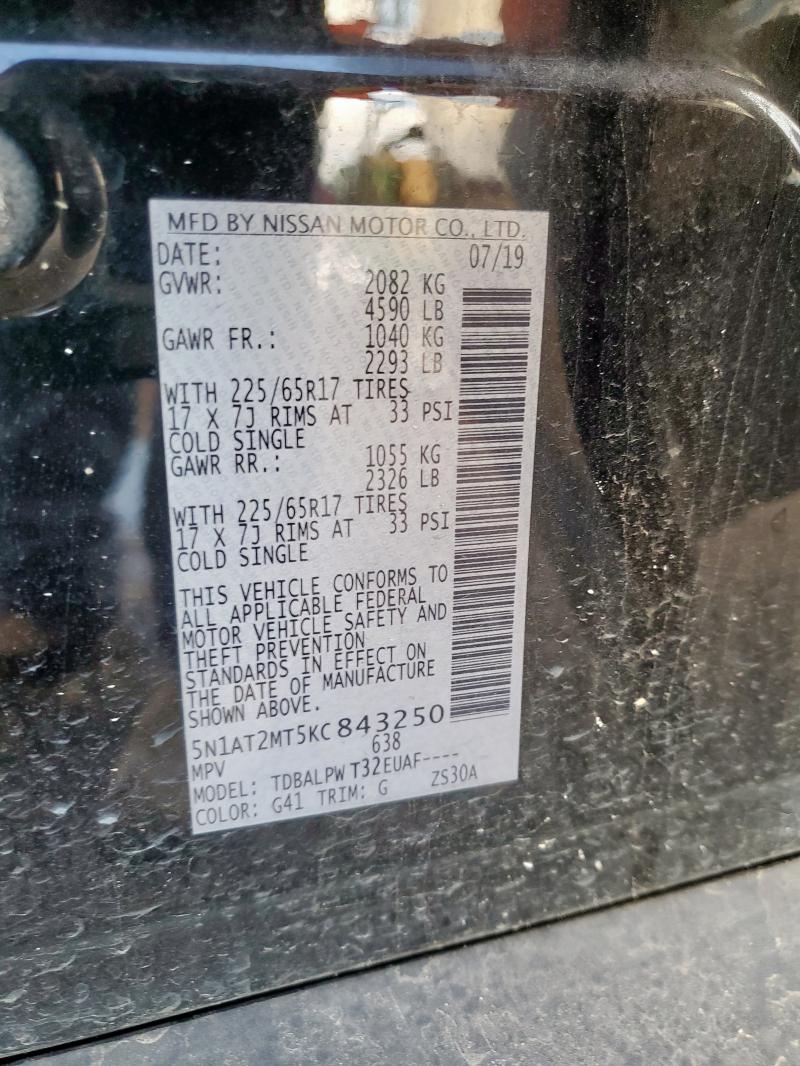 MFD BY NISSAN MOTOR CO., LTD.
DATE: 07/19
GVWR: 2082 KG
4590 LB
GAWR FR.: 1040 KG
2293 LB
WITH 225/65R17 TIRES
17 X 7J RIMS AT 33 PSI
COLD SINGLE
GAWR RR.: 1055 KG
2326 LB
WITH 225/65R17 TIRES
17 X 7J RIMS AT 33 PSI
COLD SINGLE
THIS VEHICLE CONFORMS TO
ALL APPLICABLE FEDERAL
MOTOR VEHICLE SAFETY AND
THEFT PREVENTION
STANDARDS IN EFFECT ON
THE DATE OF MANUFACTURE
SHOWN ABOVE.
5N1AT2MT5KC843250
MPV 638
MODEL: TDBALPWT32EUAF----
COLOR: G41 TRIM: G ZS30A